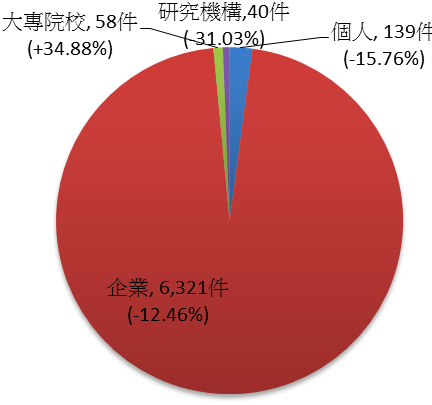 大專院校, 58件
(+34.88%)
研究機構,40件
(-31.03%)
個人, 139件
(-15.76%)
企業, 6,321件
(-12.46%)